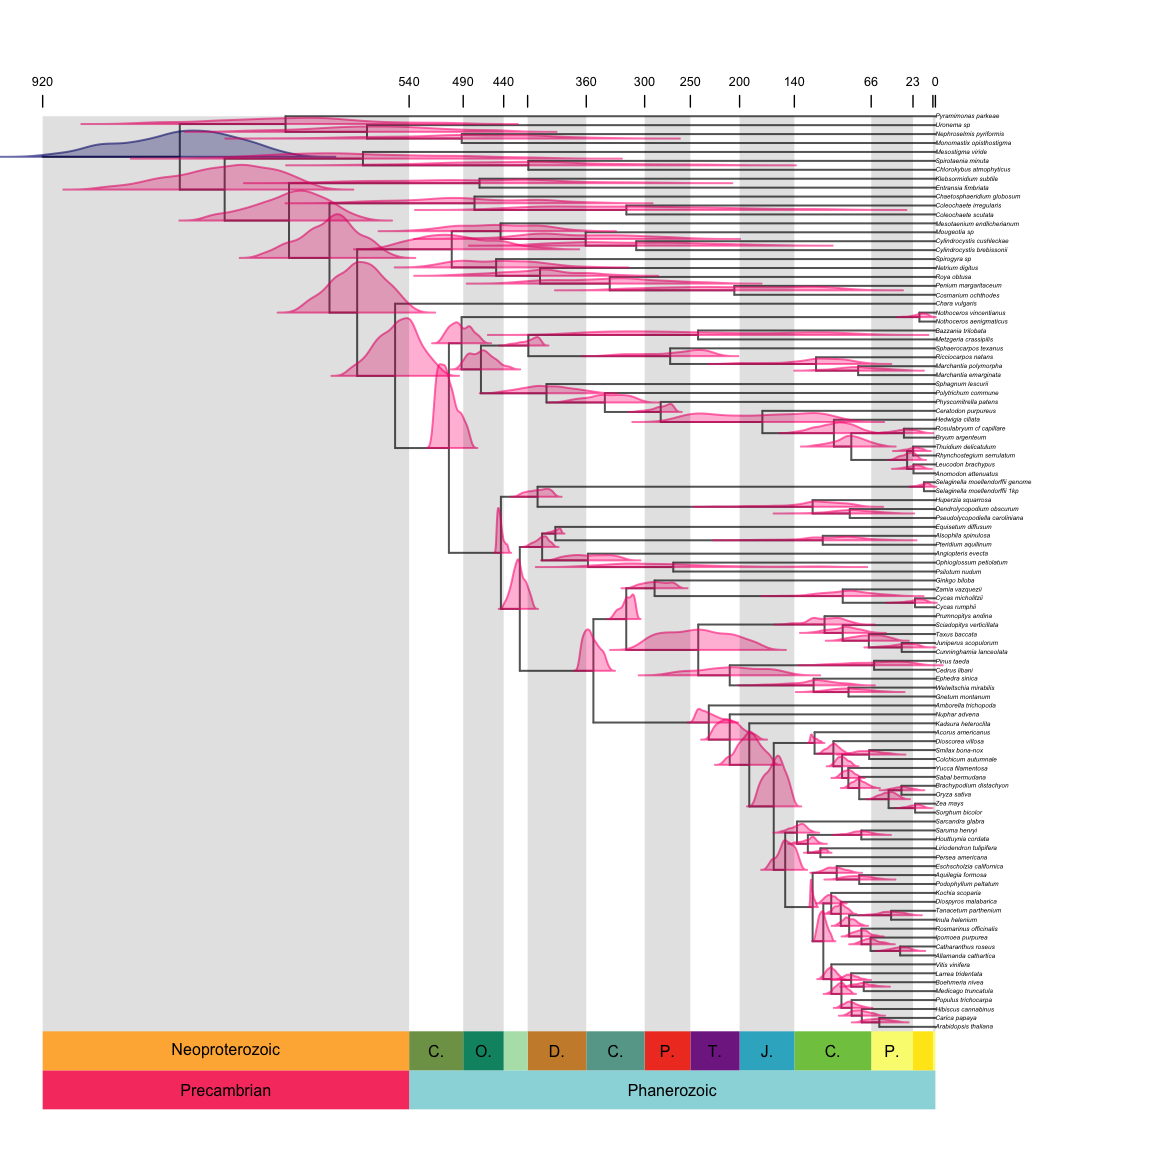 920 540 490 440 360 300 250 200 140 66 23 0
Pyramimonas parkeae
Uronema sp
Nephroselmis pyriformis
Monomastix opisthostigma
Mesostigma viride
Spirotaenia minuta
Chlorokybus atmophyticus
Klebsormidium subtile
Entransia fimbriata
Chaetosphaeridium globosum
Coleochaete irregularis
Coleochaete scutata
Mesotaenium endlicherianum
Mougeotia sp
Cylindrocystis cushleckae
Cylindrocystis brebissonii
Spirogyra sp
Netrium digitus
Roya obtusa
Penium margaritaceum
Cosmarium ochthodes
Chara vulgaris
Nothoceros vincentianus
Nothoceros aenigmaticus
Bazzania trilobata
Metzgeria crassipilis
Sphaerocarpos texanus
Ricciocarpos natans
Marchantia polymorpha
Marchantia emarginata
Sphagnum lescurii
Polytrichum commune
Physcomitrella patens
Ceratodon purpureus
Hedwigia ciliata
Rosulabryum cf capillare
Bryum argenteum
Thuidium delicatulum
Rhynchostegium serrulatum
Leucodon brachypus
Anomodon attenuatus
Selaginella moellendorffii genome
Selaginella moellendorffii 1kp
Huperzia squarrosa
Dendrolycopodium obscurum
Pseudolycopodiella caroliniana
Equisetum diffusum
Alsophila spinulosa
Pteridium aquilinum
Angiopteris evecta
Ophioglossum petiolatum
Psilotum nudum
Ginkgo biloba
Zamia vazquezii
Cycas micholitzii
Cycas rumphii
Prumnopitys andina
Sciadopitys verticillata
Taxus baccata
Juniperus scopulorum
Cunninghamia lanceolata
Pinus taeda
Cedrus libani
Ephedra sinica
Welwitschia mirabilis
Gnetum montanum
Amborella trichopoda
Nuphar advena
Kadsura heteroclita
Acorus americanus
Dioscorea villosa
Smilax bona-nox
Colchicum autumnale
Yucca filamentosa
Sabal bermudana
Brachypodium distachyon
Oryza sativa
Zea mays
Sorghum bicolor
Sarcandra glabra
Saruma henryi
Houttuynia cordata
Liriodendron tulipifera
Persea americana
Eschscholzia californica
Aquilegia formosa
Podophyllum peltatum
Kochia scoparia
Diospyros malabarica
Tanacetum parthenium
Inula helenium
Rosmarinus officinalis
Ipomoea purpurea
Catharanthus roseus
Allamanda cathartica
Vitis vinifera
Larrea tridentata
Boehmeria nivea
Medicago truncatula
Populus trichocarpa
Hibiscus cannabinus
Carica papaya
Arabidopsis thaliana
Neoproterozoic C. O. D. C. P. T. J. C. P.
Precambrian Phanerozoic